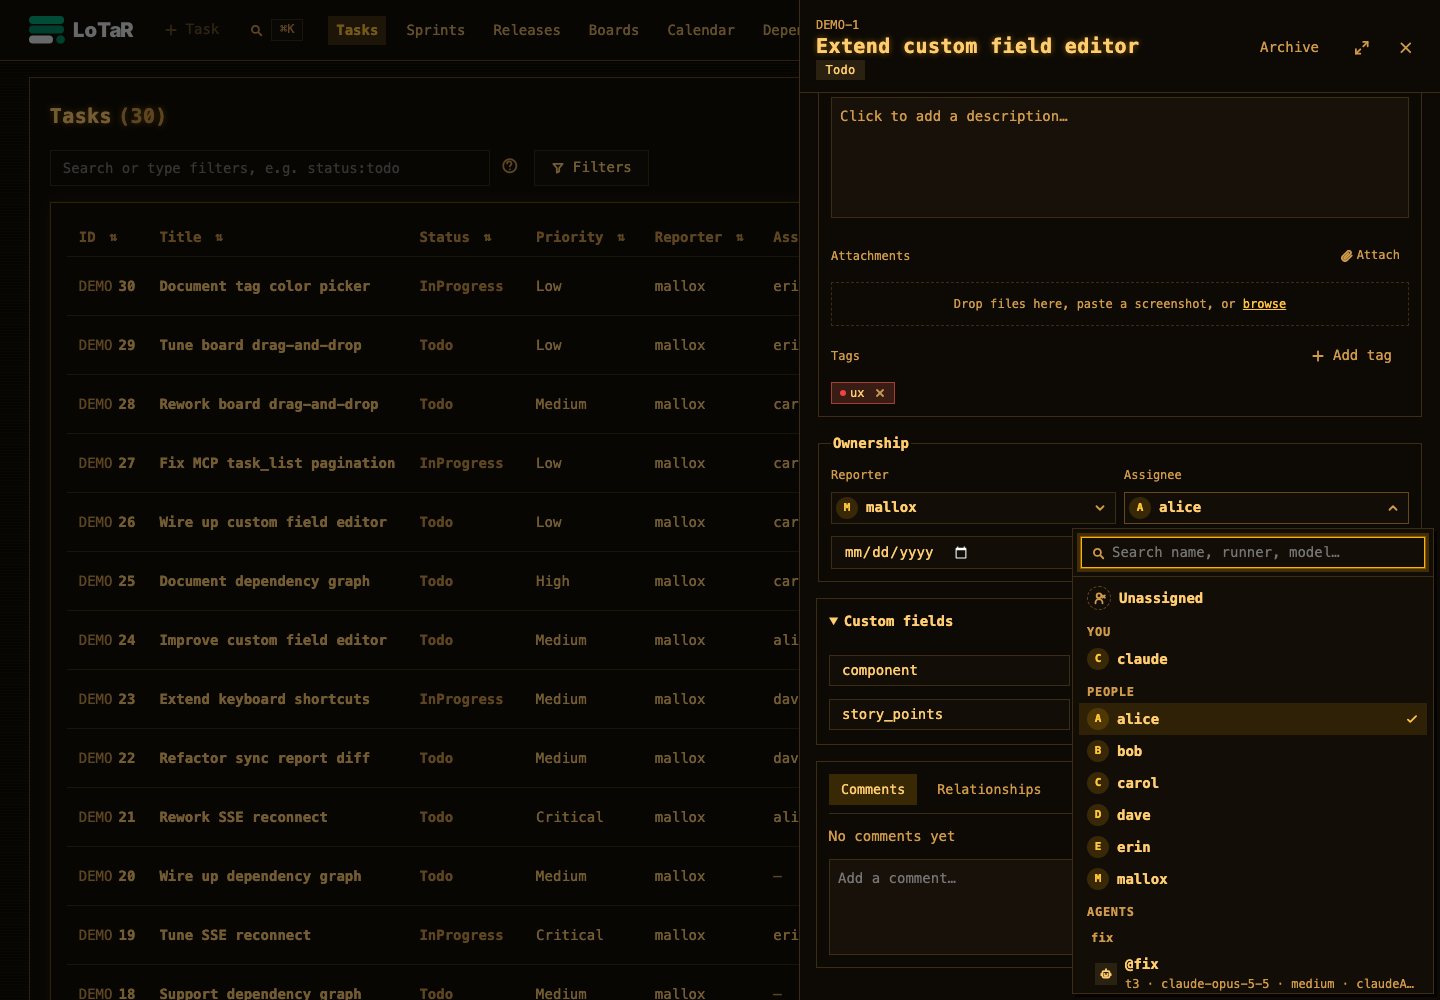 LoTaR
+ Task
⌘K
Tasks
Sprints
Releases
Boards
Calendar
Depen
Tasks (30)
Search or type filters, e.g. status:todo
Filters
ID Title Status Priority Reporter Ass
DEMO 30 Document tag color picker InProgress Low mallox eri
DEMO 29 Tune board drag-and-drop Todo Low mallox eri
DEMO 28 Rework board drag-and-drop Todo Medium mallox car
DEMO 27 Fix MCP task_list pagination InProgress Low mallox car
DEMO 26 Wire up custom field editor Todo Low mallox car
DEMO 25 Document dependency graph Todo High mallox car
DEMO 24 Improve custom field editor Todo Medium mallox ali
DEMO 23 Extend keyboard shortcuts InProgress Medium mallox dav
DEMO 22 Refactor sync report diff Todo Medium mallox dav
DEMO 21 Rework SSE reconnect Todo Critical mallox ali
DEMO 20 Wire up dependency graph Todo Medium mallox —
DEMO 19 Tune SSE reconnect InProgress Critical mallox eri
DEMO 18 Support dependency graph Todo Medium mallox —
DEMO-1
Extend custom field editor
Todo
Archive
Click to add a description…
Attachments
Attach
Drop files here, paste a screenshot, or browse
Tags
+ Add tag
ux
Ownership
Reporter
Assignee
M mallox
A alice
mm/dd/yyyy
Custom fields
component
story_points
Comments
Relationships
No comments yet
Add a comment…
Search name, runner, model…
Unassigned
YOU
C claude
PEOPLE
A alice
B bob
C carol
D dave
E erin
M mallox
AGENTS
fix
@fix
t3 · claude-opus-5-5 · medium · claudeA…